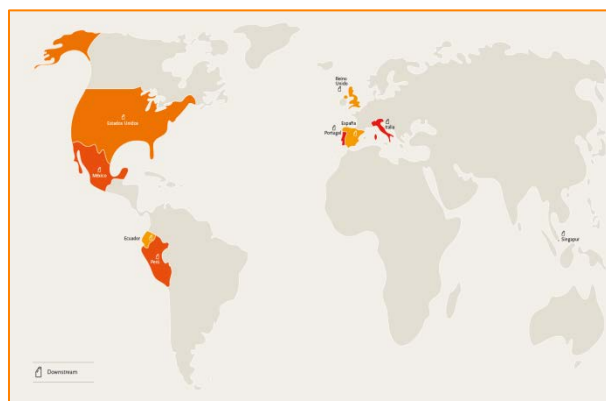 Reino
Unido
Estados Unidos
España
Portugal
Italia
México
Ecuador
Perú
Singapur
Downstream